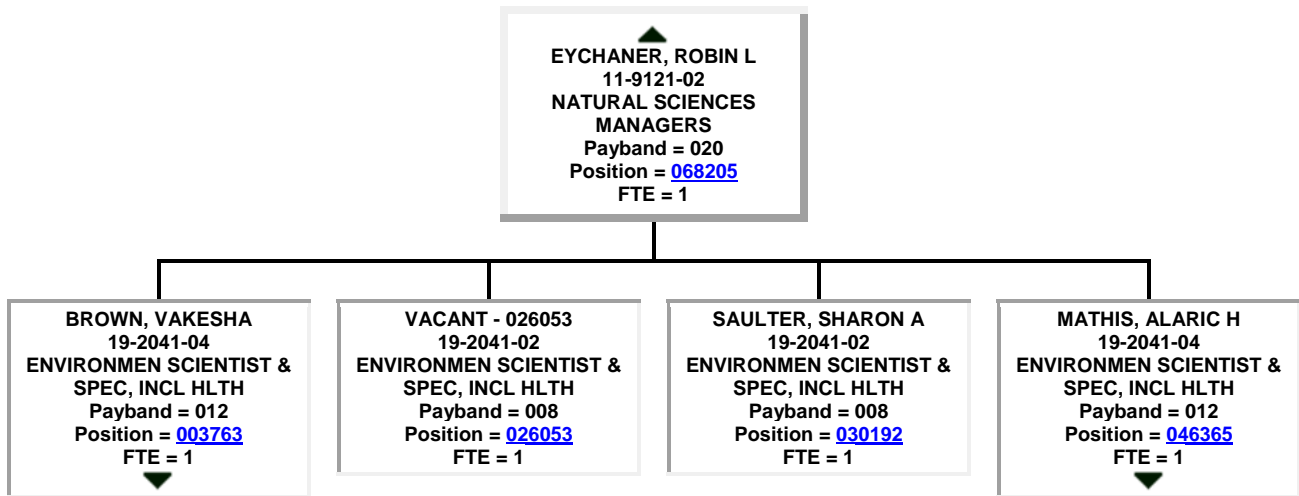 EYCHANER, ROBIN L
11-9121-02
NATURAL SCIENCES
MANAGERS
Payband = 020
Position = 068205
FTE = 1
BROWN, VAKESHA
19-2041-04
ENVIRONMEN SCIENTIST &
SPEC, INCL HLTH
Payband = 012
Position = 003763
FTE = 1
VACANT - 026053
19-2041-02
ENVIRONMEN SCIENTIST &
SPEC, INCL HLTH
Payband = 008
Position = 026053
FTE = 1
SAULTER, SHARON A
19-2041-02
ENVIRONMEN SCIENTIST &
SPEC, INCL HLTH
Payband = 008
Position = 030192
FTE = 1
MATHIS, ALARIC H
19-2041-04
ENVIRONMEN SCIENTIST &
SPEC, INCL HLTH
Payband = 012
Position = 046365
FTE = 1